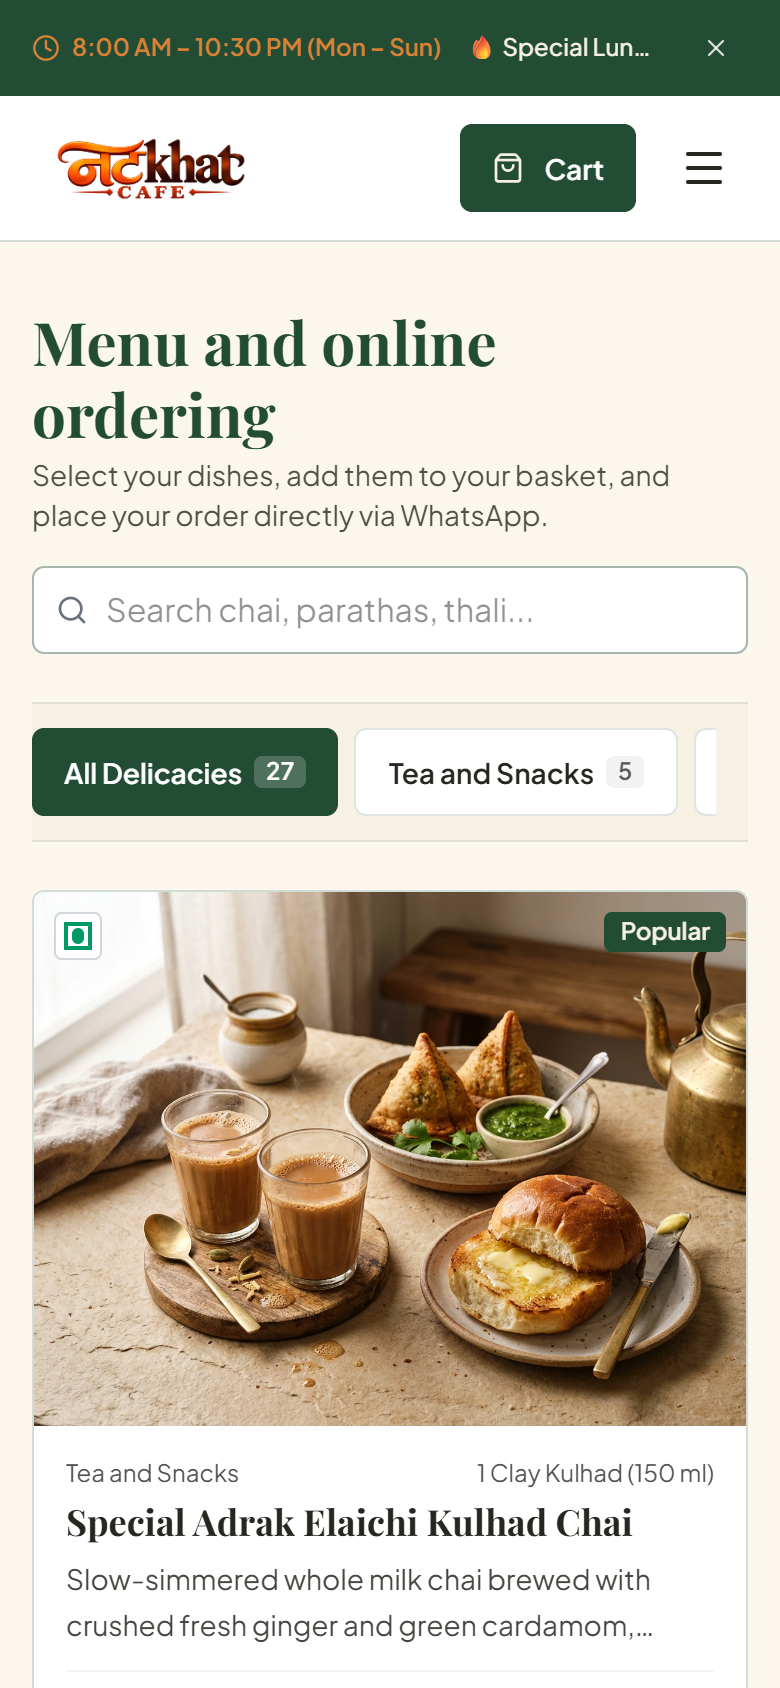 8:00 AM – 10:30 PM (Mon – Sun) 🔥 Special Lun...
नटkhat
CAFE
Cart
Menu and online
ordering
Select your dishes, add them to your basket, and
place your order directly via WhatsApp.
Search chai, parathas, thali...
All Delicacies 27
Tea and Snacks 5
Popular
Tea and Snacks
1 Clay Kulhad (150 ml)
Special Adrak Elaichi Kulhad Chai
Slow-simmered whole milk chai brewed with
crushed fresh ginger and green cardamom,...